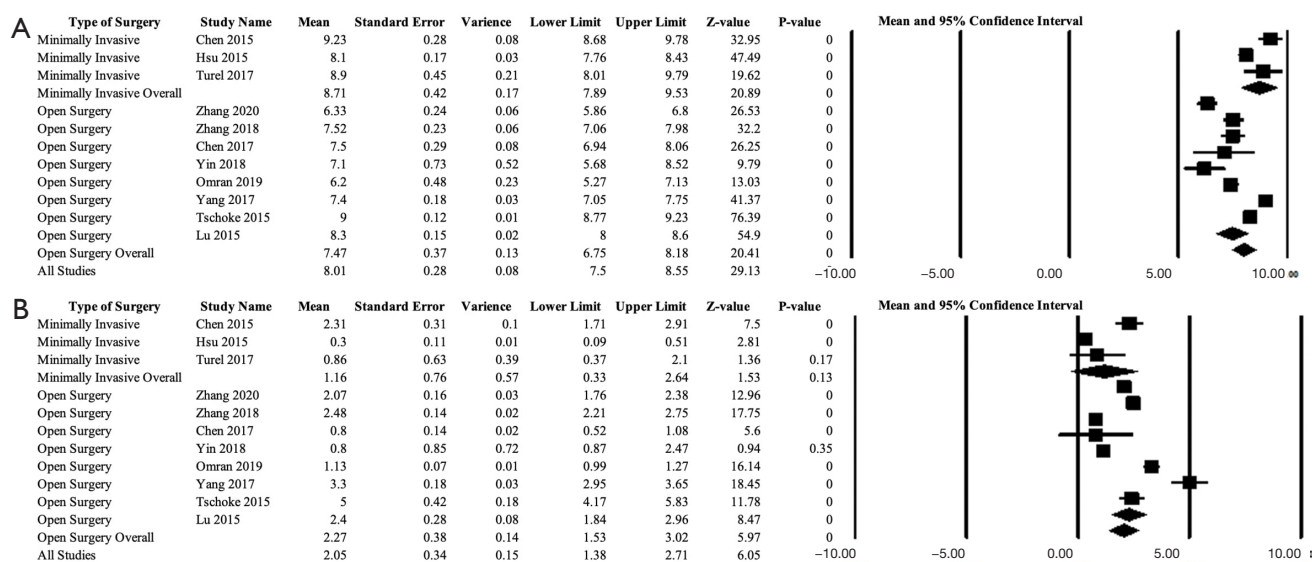 A
Type of Surgery Study Name Mean Standard Error Varience Lower Limit Upper Limit Z-value P-value Mean and 95% Confidence Interval
Minimally Invasive Chen 2015 9.23 0.28 0.08 8.68 9.78 32.95 0
Minimally Invasive Hsu 2015 8.1 0.17 0.03 7.76 8.43 47.49 0
Minimally Invasive Turel 2017 8.9 0.45 0.21 8.01 9.79 19.62 0
Minimally Invasive Overall 8.71 0.42 0.17 7.89 9.53 20.89 0
Open Surgery Zhang 2020 6.33 0.24 0.06 5.86 6.8 26.53 0
Open Surgery Zhang 2018 7.52 0.23 0.06 7.06 7.98 32.2 0
Open Surgery Chen 2017 7.5 0.29 0.08 6.94 8.06 26.25 0
Open Surgery Yin 2018 7.1 0.73 0.52 5.68 8.52 9.79 0
Open Surgery Omran 2019 6.2 0.48 0.23 5.27 7.13 13.03 0
Open Surgery Yang 2017 7.4 0.18 0.03 7.05 7.75 41.37 0
Open Surgery Tschoke 2015 9 0.12 0.01 8.77 9.23 76.39 0
Open Surgery Lu 2015 8.3 0.15 0.02 8 8.6 54.9 0
Open Surgery Overall 7.47 0.37 0.13 6.75 8.18 20.41 0
All Studies 8.01 0.28 0.08 7.5 8.55 29.13 0
−10.00 −5.00 0.00 5.00 10.00
B
Type of Surgery Study Name Mean Standard Error Varience Lower Limit Upper Limit Z-value P-value Mean and 95% Confidence Interval
Minimally Invasive Chen 2015 2.31 0.31 0.1 1.71 2.91 7.5 0
Minimally Invasive Hsu 2015 0.3 0.11 0.01 0.09 0.51 2.81 0
Minimally Invasive Turel 2017 0.86 0.63 0.39 0.37 2.1 1.36 0.17
Minimally Invasive Overall 1.16 0.76 0.57 0.33 2.64 1.53 0.13
Open Surgery Zhang 2020 2.07 0.16 0.03 1.76 2.38 12.96 0
Open Surgery Zhang 2018 2.48 0.14 0.02 2.21 2.75 17.75 0
Open Surgery Chen 2017 0.8 0.14 0.02 0.52 1.08 5.6 0
Open Surgery Yin 2018 0.8 0.85 0.72 0.87 2.47 0.94 0.35
Open Surgery Omran 2019 1.13 0.07 0.01 0.99 1.27 16.14 0
Open Surgery Yang 2017 3.3 0.18 0.03 2.95 3.65 18.45 0
Open Surgery Tschoke 2015 5 0.42 0.18 4.17 5.83 11.78 0
Open Surgery Lu 2015 2.4 0.28 0.08 1.84 2.96 8.47 0
Open Surgery Overall 2.27 0.38 0.14 1.53 3.02 5.97 0
All Studies 2.05 0.34 0.15 1.38 2.71 6.05 0
−10.00 −5.00 0.00 5.00 10.00